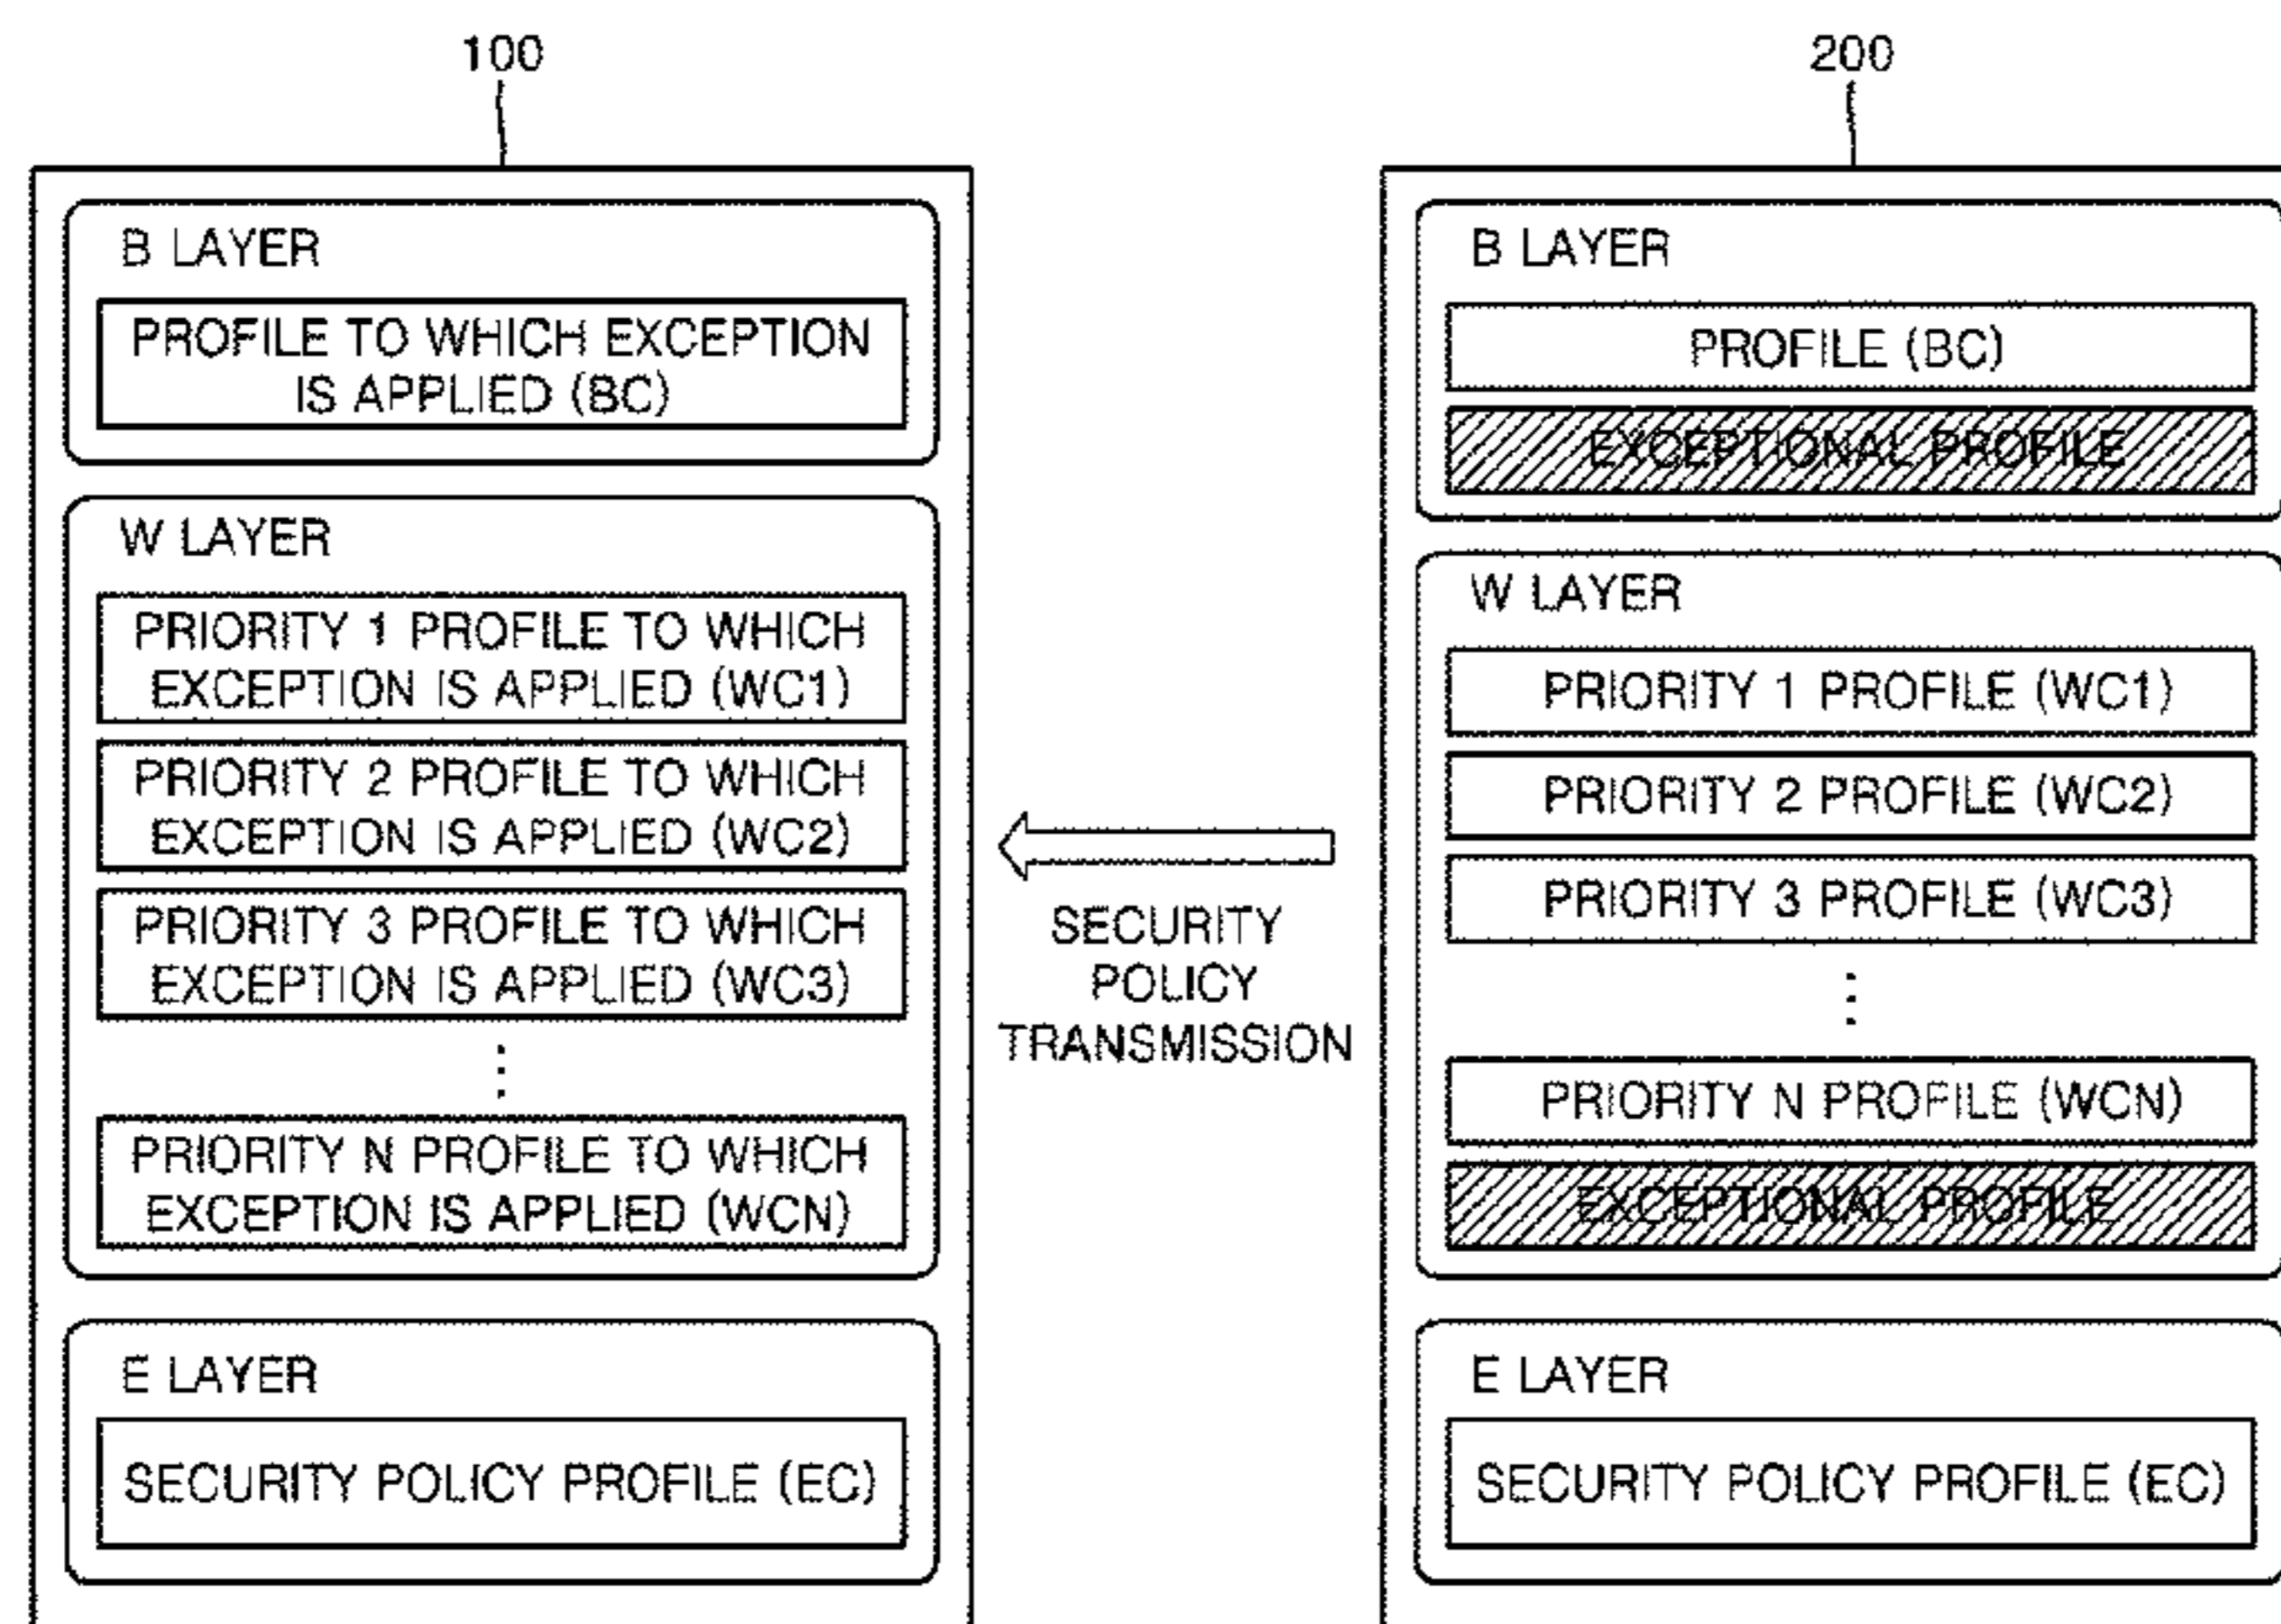 100
B LAYER
PROFILE TO WHICH EXCEPTION
IS APPLIED (BC)
W LAYER
PRIORITY 1 PROFILE TO WHICH
EXCEPTION IS APPLIED (WC1)
PRIORITY 2 PROFILE TO WHICH
EXCEPTION IS APPLIED (WC2)
PRIORITY 3 PROFILE TO WHICH
EXCEPTION IS APPLIED (WC3)
PRIORITY N PROFILE TO WHICH
EXCEPTION IS APPLIED (WCN)
E LAYER
SECURITY POLICY PROFILE (EC)
SECURITY
POLICY
TRANSMISSION
200
B LAYER
PROFILE (BC)
EXCEPTIONAL PROFILE
W LAYER
PRIORITY 1 PROFILE (WC1)
PRIORITY 2 PROFILE (WC2)
PRIORITY 3 PROFILE (WC3)
PRIORITY N PROFILE (WCN)
EXCEPTIONAL PROFILE
E LAYER
SECURITY POLICY PROFILE (EC)